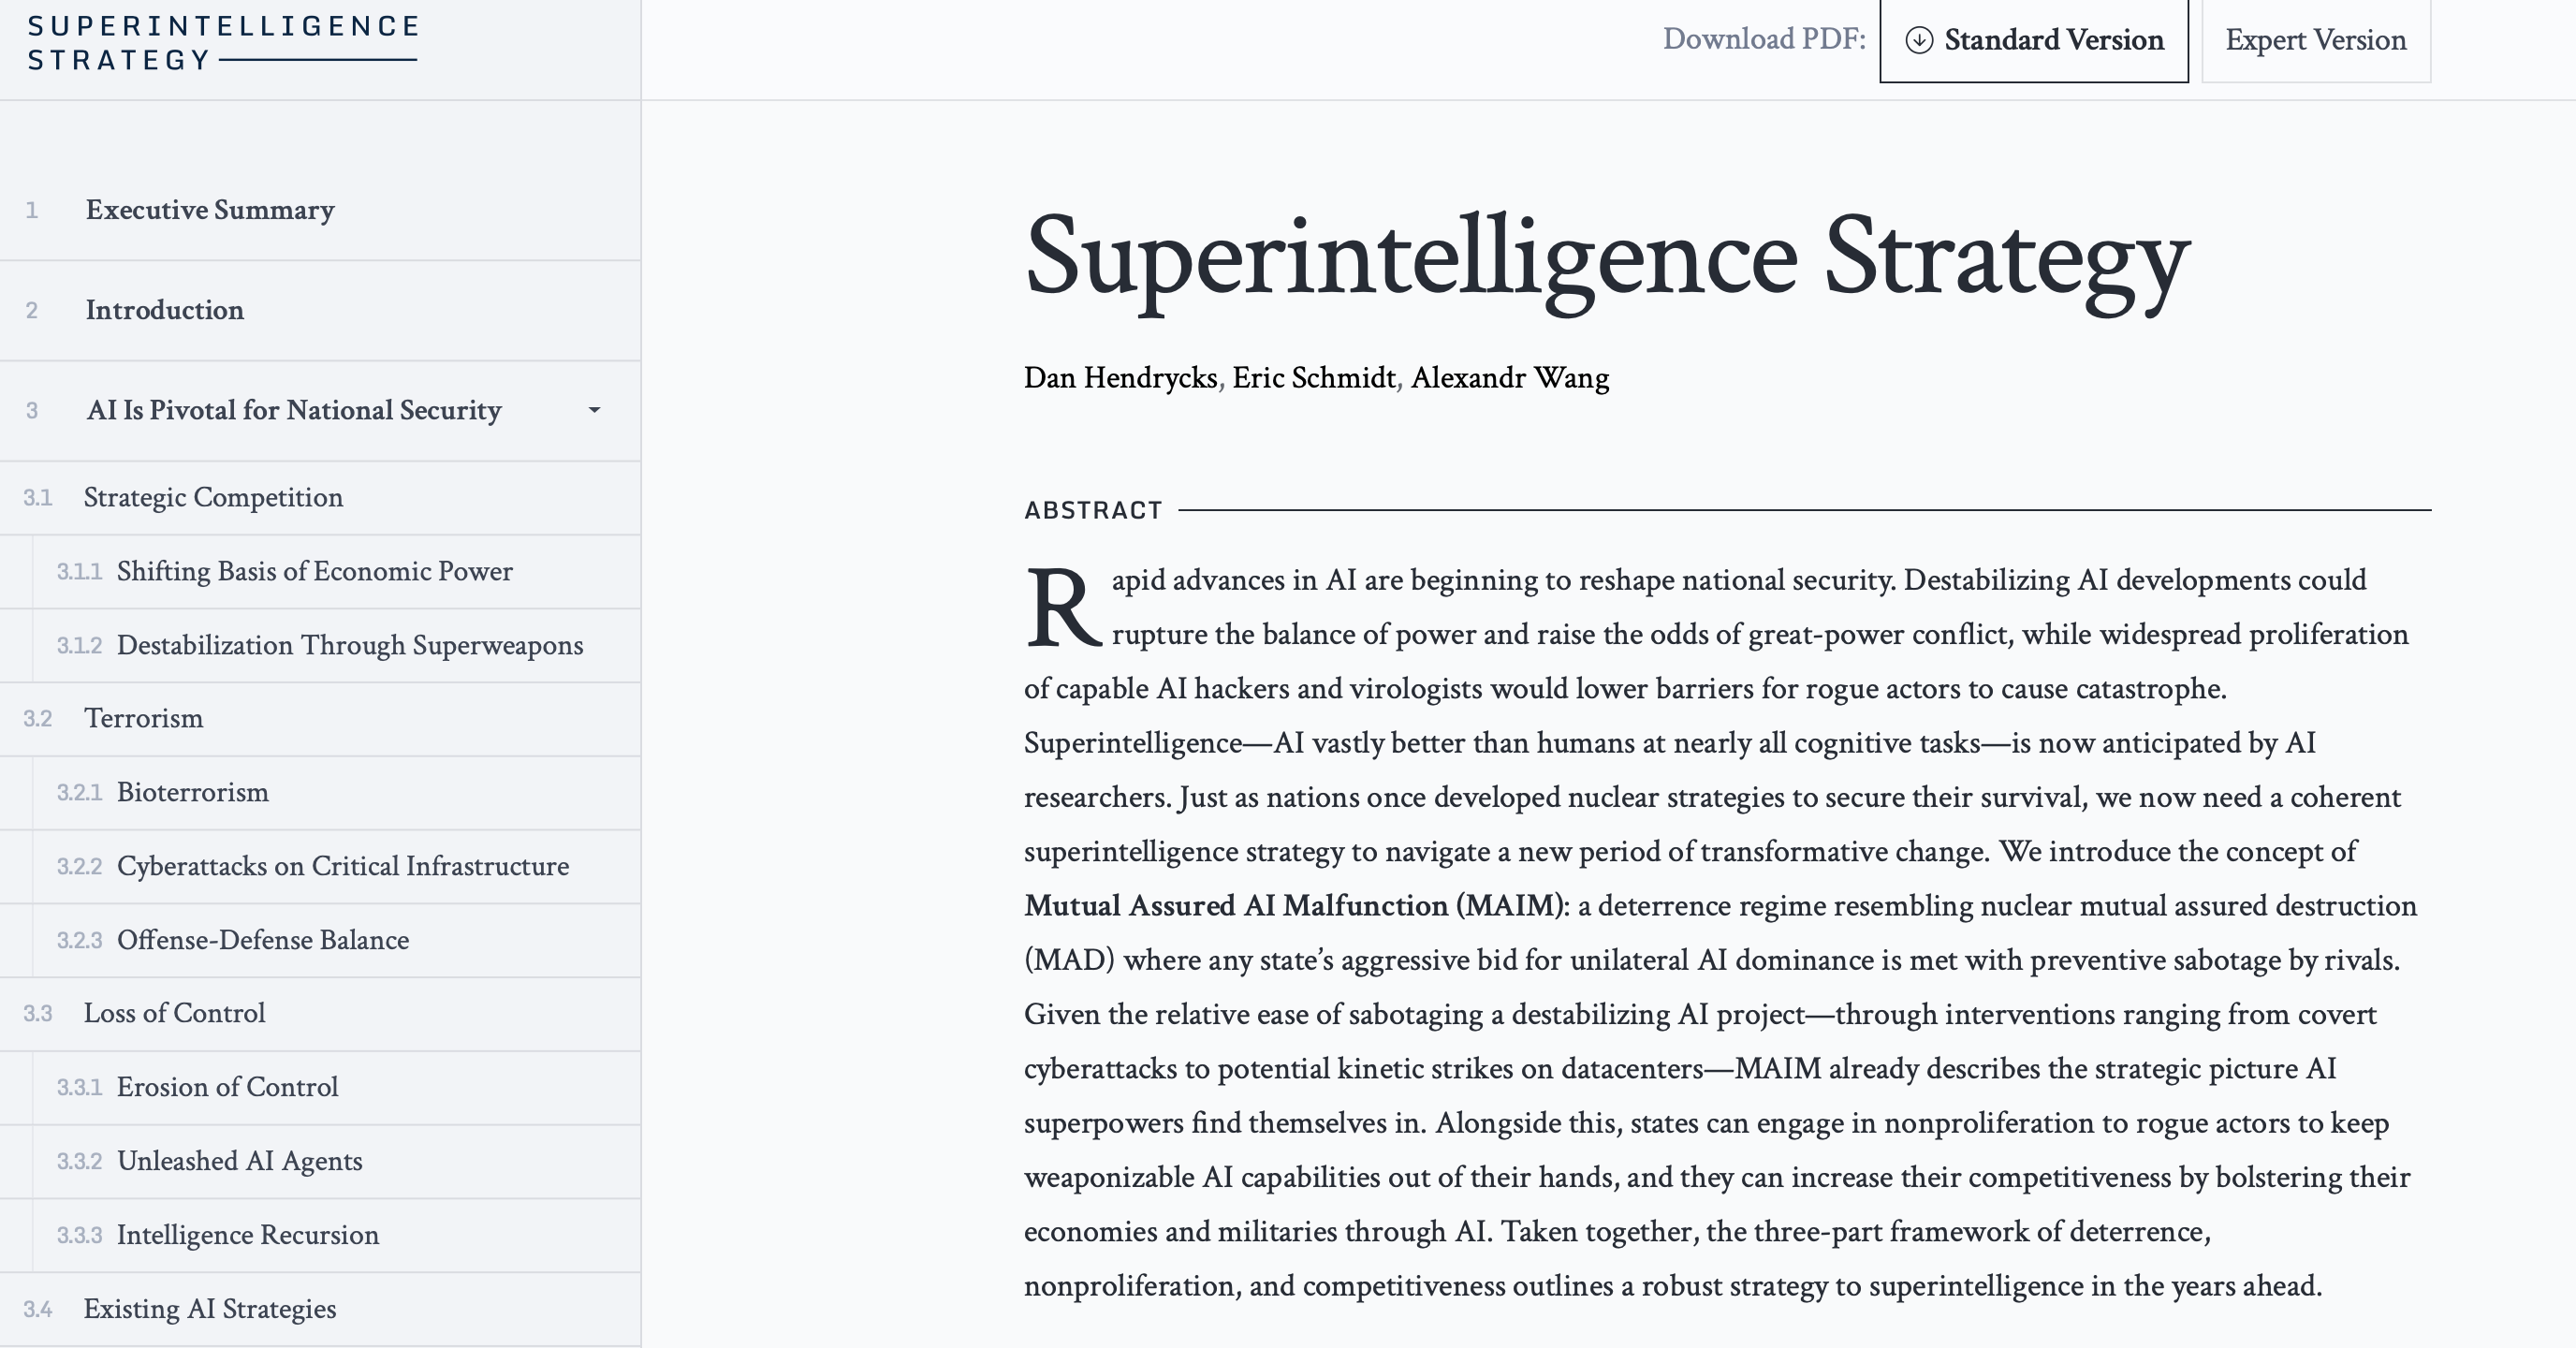 SUPERINTELLIGENCE
STRATEGY
Download PDF:
Standard Version
Expert Version
1 Executive Summary
2 Introduction
3 AI Is Pivotal for National Security
3.1 Strategic Competition
3.1.1 Shifting Basis of Economic Power
3.1.2 Destabilization Through Superweapons
3.2 Terrorism
3.2.1 Bioterrorism
3.2.2 Cyberattacks on Critical Infrastructure
3.2.3 Offense-Defense Balance
3.3 Loss of Control
3.3.1 Erosion of Control
3.3.2 Unleashed AI Agents
3.3.3 Intelligence Recursion
3.4 Existing AI Strategies
Superintelligence Strategy
Dan Hendrycks, Eric Schmidt, Alexandr Wang
ABSTRACT
Rapid advances in AI are beginning to reshape national security. Destabilizing AI developments could
rupture the balance of power and raise the odds of great-power conflict, while widespread proliferation
of capable AI hackers and virologists would lower barriers for rogue actors to cause catastrophe.
Superintelligence—AI vastly better than humans at nearly all cognitive tasks—is now anticipated by AI
researchers. Just as nations once developed nuclear strategies to secure their survival, we now need a coherent
superintelligence strategy to navigate a new period of transformative change. We introduce the concept of
Mutual Assured AI Malfunction (MAIM): a deterrence regime resembling nuclear mutual assured destruction
(MAD) where any state’s aggressive bid for unilateral AI dominance is met with preventive sabotage by rivals.
Given the relative ease of sabotaging a destabilizing AI project—through interventions ranging from covert
cyberattacks to potential kinetic strikes on datacenters—MAIM already describes the strategic picture AI
superpowers find themselves in. Alongside this, states can engage in nonproliferation to rogue actors to keep
weaponizable AI capabilities out of their hands, and they can increase their competitiveness by bolstering their
economies and militaries through AI. Taken together, the three-part framework of deterrence,
nonproliferation, and competitiveness outlines a robust strategy to superintelligence in the years ahead.